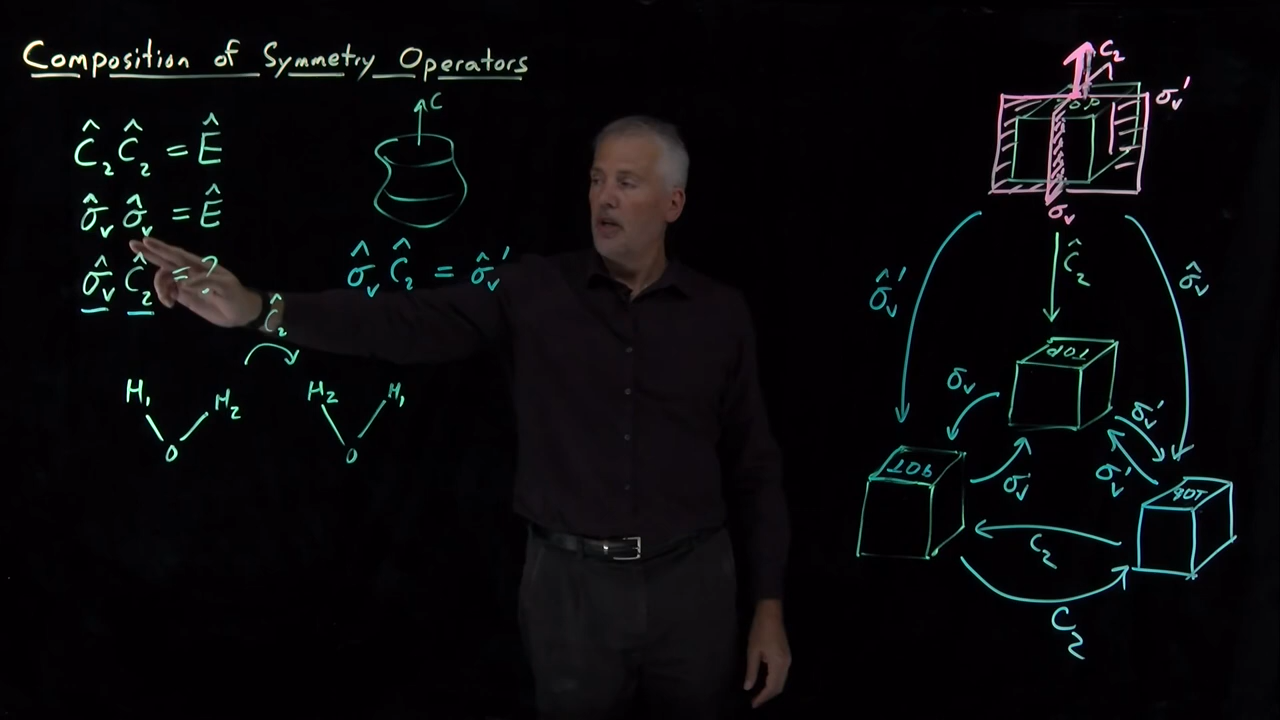 Composition of Symmetry Operators
Ĉ₂ Ĉ₂ = Ê
σ̂ᵥ σ̂ᵥ = Ê
σ̂ᵥ Ĉ₂ = ?
C
σ̂ᵥ Ĉ₂ = σ̂ᵥ'
Ĉ₂
H₁ H₂
O
H₂ H₁
O
C₂
σᵥ'
TOP
σᵥ
Ĉ₂
σ̂ᵥ'
σ̂ᵥ
TOP
σᵥ
σᵥ'
TOP
σᵥ
σᵥ'
TOP
C₂
C₂